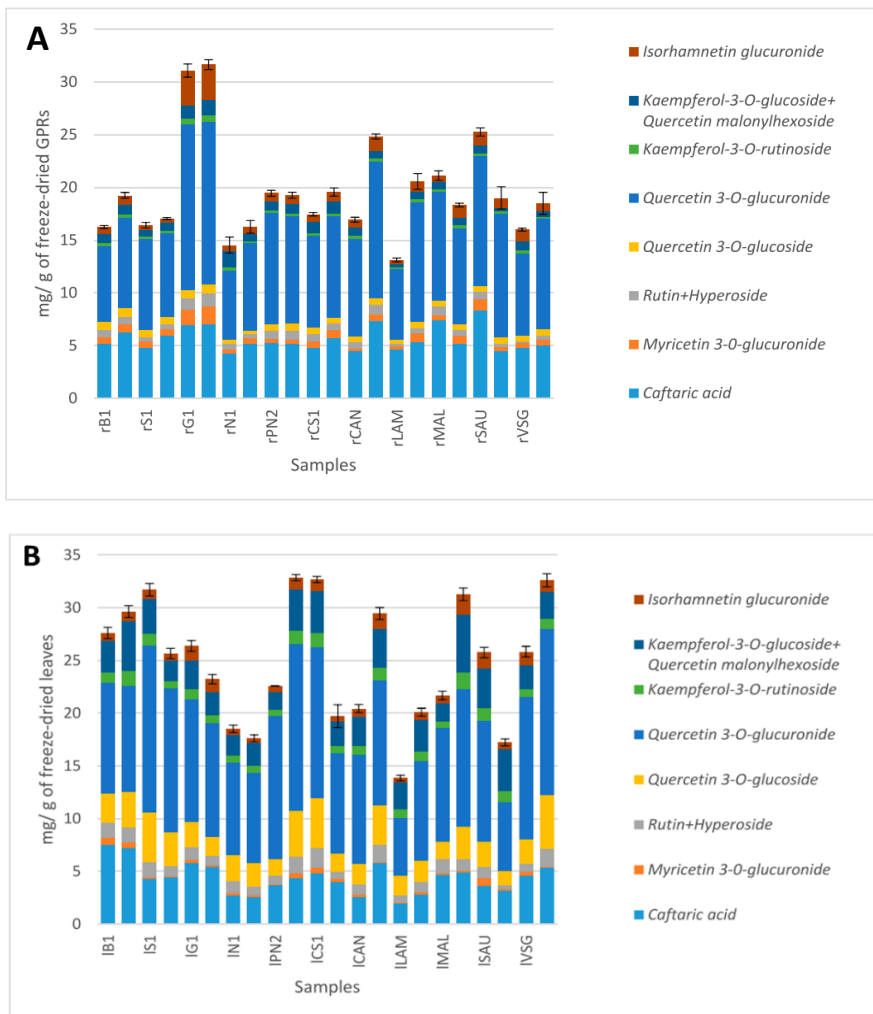 A
35
30
25
20
15
10
5
0
mg/ g of freeze-dried GPRs
rB1
rS1
rG1
rN1
rPN2
rCS1
rCAN
rLAM
rMAL
rSAU
rVSG
Samples
Isorhamnetin glucuronide
Kaempferol-3-O-glucoside+
Quercetin malonylhexoside
Kaempferol-3-O-rutinoside
Quercetin 3-O-glucuronide
Quercetin 3-O-glucoside
Rutin+Hyperoside
Myricetin 3-0-glucuronide
Caftaric acid
B
35
30
25
20
15
10
5
0
mg/ g of freeze-dried leaves
lB1
lS1
lG1
lN1
lPN2
lCS1
lCAN
lLAM
lMAL
lSAU
lVSG
Samples
Isorhamnetin glucuronide
Kaempferol-3-O-glucoside+
Quercetin malonylhexoside
Kaempferol-3-O-rutinoside
Quercetin 3-O-glucuronide
Quercetin 3-O-glucoside
Rutin+Hyperoside
Myricetin 3-0-glucuronide
Caftaric acid